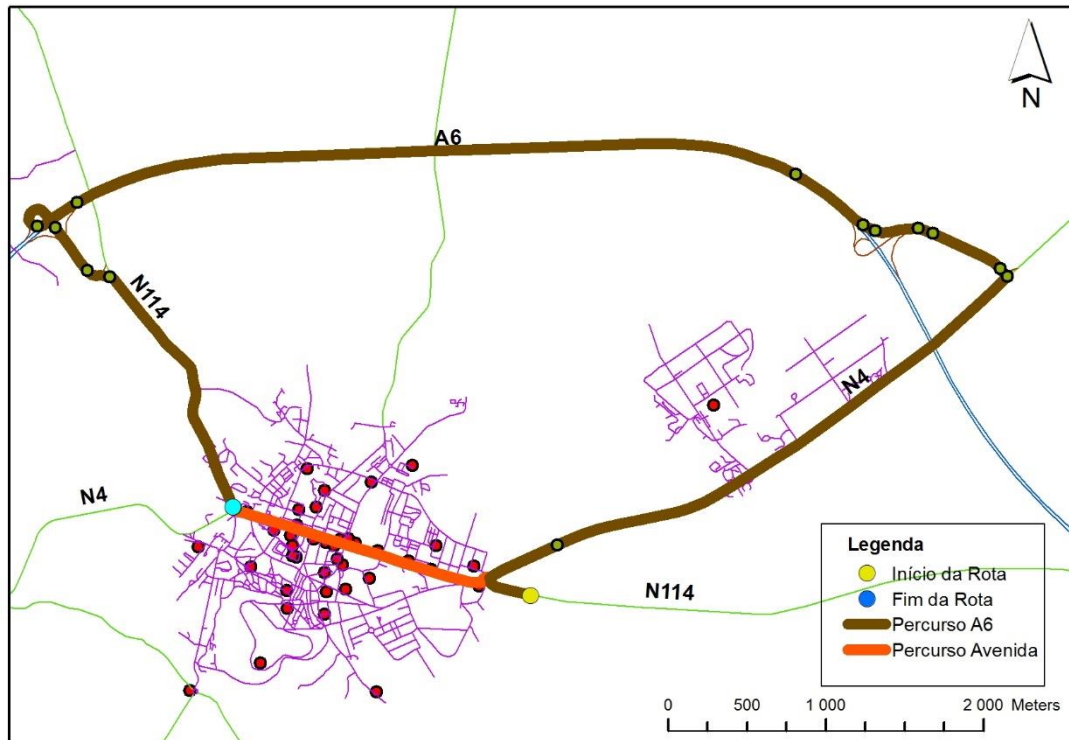 N
A6
N114
N4
N4
N114
Legenda
Início da Rota
Fim da Rota
Percurso A6
Percurso Avenida
0 500 1 000 2 000 Meters